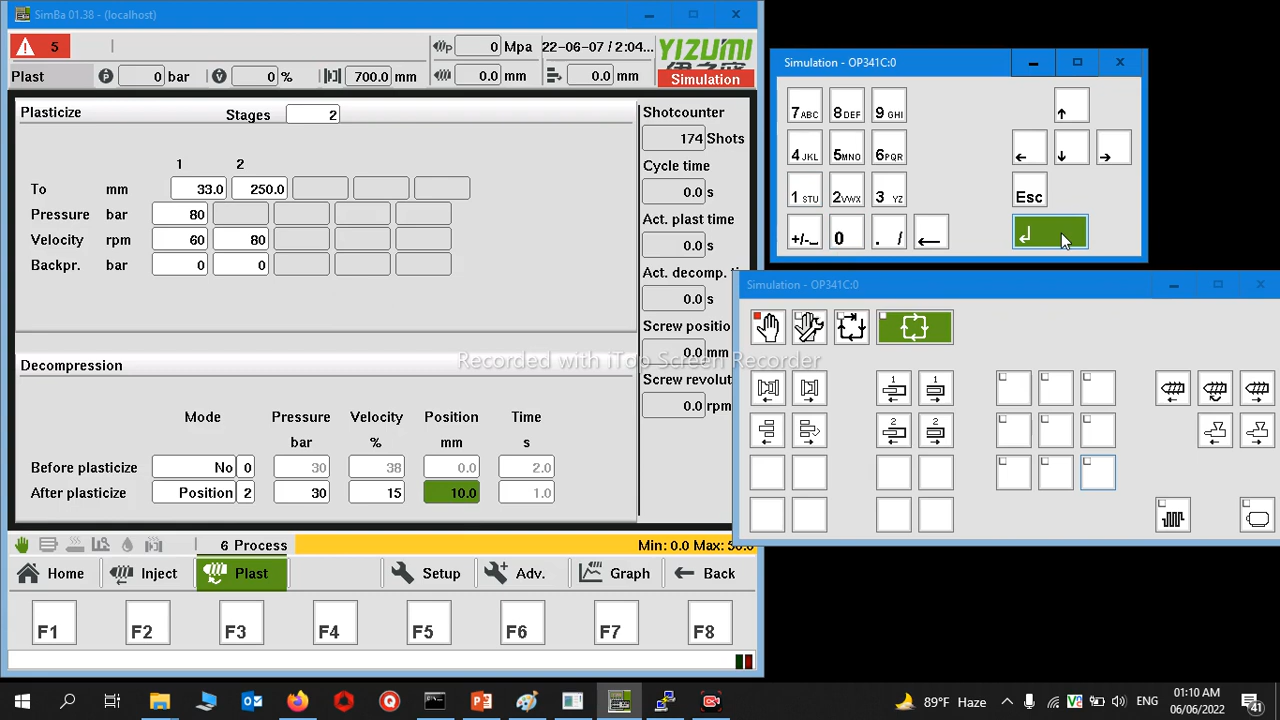 SimBa 01.38 - (localhost)
5
0 Mpa
22-06-07 / 2:04...
YIZUMI
伊之密
Simulation
Plast
P 0 bar
V 0 %
700.0 mm
0.0 mm
0.0 mm
Plasticize
Stages 2
1 2
To mm 33.0 250.0
Pressure bar 80
Velocity rpm 60 80
Backpr. bar 0 0
Decompression
Mode Pressure Velocity Position Time
bar % mm s
Before plasticize No 0 30 38 0.0 2.0
After plasticize Position 2 30 15 10.0 1.0
Shotcounter
174 Shots
Cycle time
0.0 s
Act. plast time
0.0 s
Act. decomp.
0.0 s
Screw positio
0.0 mm
Screw revolu
0.0 rpm
Recorded with iTop Screen Recorder
6 Process
Min: 0.0 Max:
Home Inject Plast Setup Adv. Graph Back
F1 F2 F3 F4 F5 F6 F7 F8
Simulation - OP341C:0
7ABC 8DEF 9GHI
4JKL 5MNO 6PQR
1STU 2VWX 3YZ
Esc
+/-_ 0 . /
Simulation - OP341C:0
1 1
2 2
89°F Haze
ENG
01:10 AM
06/06/2022
41